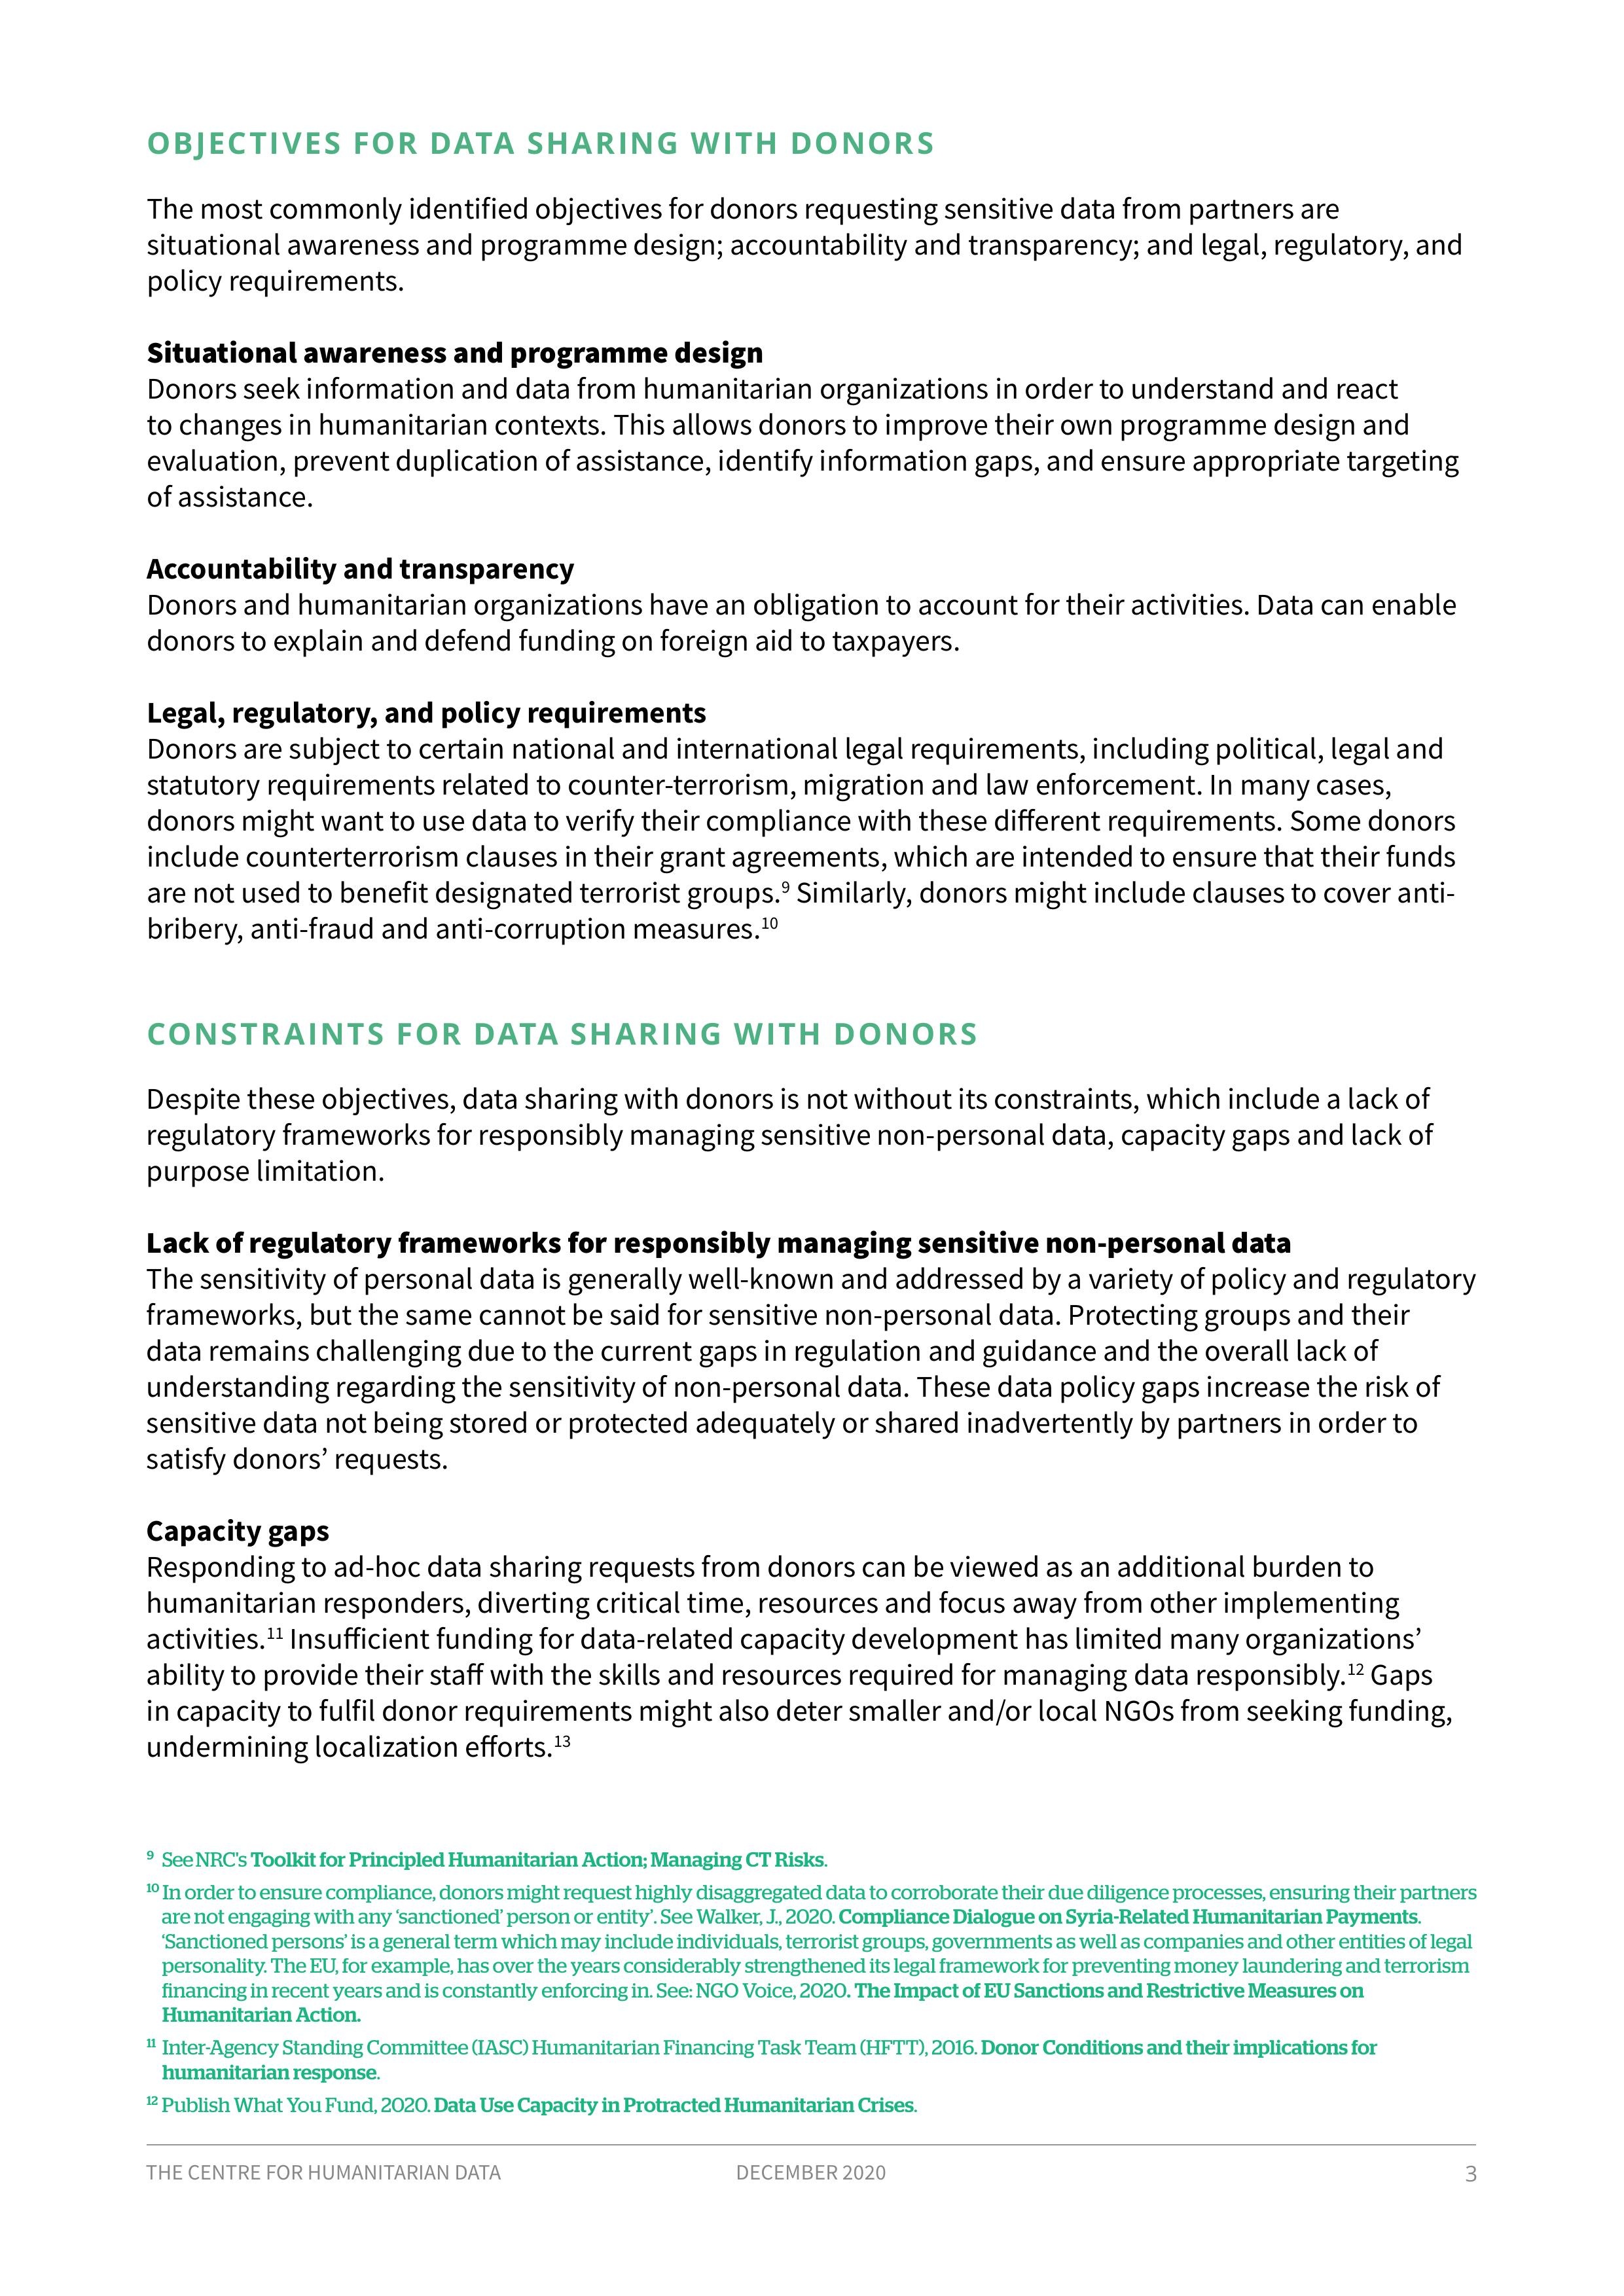 OBJECTIVES FOR DATA SHARING WITH DONORS
The most commonly identified objectives for donors requesting sensitive data from partners are
situational awareness and programme design; accountability and transparency; and legal, regulatory, and
policy requirements.
Situational awareness and programme design
Donors seek information and data from humanitarian organizations in order to understand and react
to changes in humanitarian contexts. This allows donors to improve their own programme design and
evaluation, prevent duplication of assistance, identify information gaps, and ensure appropriate targeting
of assistance.
Accountability and transparency
Donors and humanitarian organizations have an obligation to account for their activities. Data can enable
donors to explain and defend funding on foreign aid to taxpayers.
Legal, regulatory, and policy requirements
Donors are subject to certain national and international legal requirements, including political, legal and
statutory requirements related to counter-terrorism, migration and law enforcement. In many cases,
donors might want to use data to verify their compliance with these different requirements. Some donors
include counterterrorism clauses in their grant agreements, which are intended to ensure that their funds
are not used to benefit designated terrorist groups.⁹ Similarly, donors might include clauses to cover anti-
bribery, anti-fraud and anti-corruption measures.¹⁰
CONSTRAINTS FOR DATA SHARING WITH DONORS
Despite these objectives, data sharing with donors is not without its constraints, which include a lack of
regulatory frameworks for responsibly managing sensitive non-personal data, capacity gaps and lack of
purpose limitation.
Lack of regulatory frameworks for responsibly managing sensitive non-personal data
The sensitivity of personal data is generally well-known and addressed by a variety of policy and regulatory
frameworks, but the same cannot be said for sensitive non-personal data. Protecting groups and their
data remains challenging due to the current gaps in regulation and guidance and the overall lack of
understanding regarding the sensitivity of non-personal data. These data policy gaps increase the risk of
sensitive data not being stored or protected adequately or shared inadvertently by partners in order to
satisfy donors’ requests.
Capacity gaps
Responding to ad-hoc data sharing requests from donors can be viewed as an additional burden to
humanitarian responders, diverting critical time, resources and focus away from other implementing
activities.¹¹ Insufficient funding for data-related capacity development has limited many organizations’
ability to provide their staff with the skills and resources required for managing data responsibly.¹² Gaps
in capacity to fulfil donor requirements might also deter smaller and/or local NGOs from seeking funding,
undermining localization efforts.¹³
⁹ See NRC’s Toolkit for Principled Humanitarian Action; Managing CT Risks.
¹⁰ In order to ensure compliance, donors might request highly disaggregated data to corroborate their due diligence processes, ensuring their partners
are not engaging with any ‘sanctioned’ person or entity’. See Walker, J., 2020. Compliance Dialogue on Syria-Related Humanitarian Payments.
‘Sanctioned persons’ is a general term which may include individuals, terrorist groups, governments as well as companies and other entities of legal
personality. The EU, for example, has over the years considerably strengthened its legal framework for preventing money laundering and terrorism
financing in recent years and is constantly enforcing in. See: NGO Voice, 2020. The Impact of EU Sanctions and Restrictive Measures on
Humanitarian Action.
¹¹ Inter-Agency Standing Committee (IASC) Humanitarian Financing Task Team (HFTT), 2016. Donor Conditions and their implications for
humanitarian response.
¹² Publish What You Fund, 2020. Data Use Capacity in Protracted Humanitarian Crises.
THE CENTRE FOR HUMANITARIAN DATA
DECEMBER 2020
3